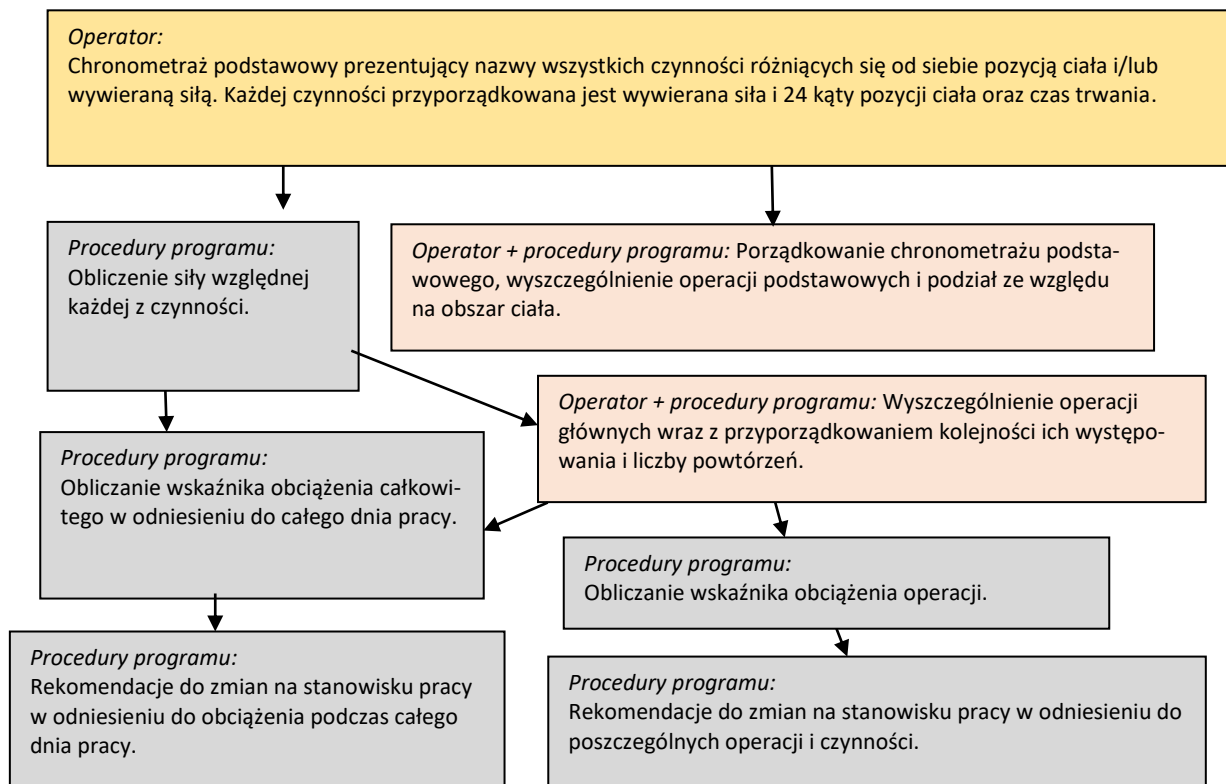 Operator:
Chronometraż podstawowy prezentujący nazwy wszystkich czynności różniących się od siebie pozycją ciała i/lub
wywieraną siłą. Każdej czynności przyporządkowana jest wywierana siła i 24 kąty pozycji ciała oraz czas trwania.
Procedury programu:
Obliczenie siły względnej
każdej z czynności.
Operator + procedury programu: Porządkowanie chronometrażu podsta-
wowego, wyszczególnienie operacji podstawowych i podział ze względu
na obszar ciała.
Operator + procedury programu: Wyszczególnienie operacji
głównych wraz z przyporządkowaniem kolejności ich występo-
wania i liczby powtórzeń.
Procedury programu:
Obliczanie wskaźnika obciążenia całkowi-
tego w odniesieniu do całego dnia pracy.
Procedury programu:
Obliczanie wskaźnika obciążenia operacji.
Procedury programu:
Rekomendacje do zmian na stanowisku pracy
w odniesieniu do obciążenia podczas całego
dnia pracy.
Procedury programu:
Rekomendacje do zmian na stanowisku pracy w odniesieniu do
poszczególnych operacji i czynności.